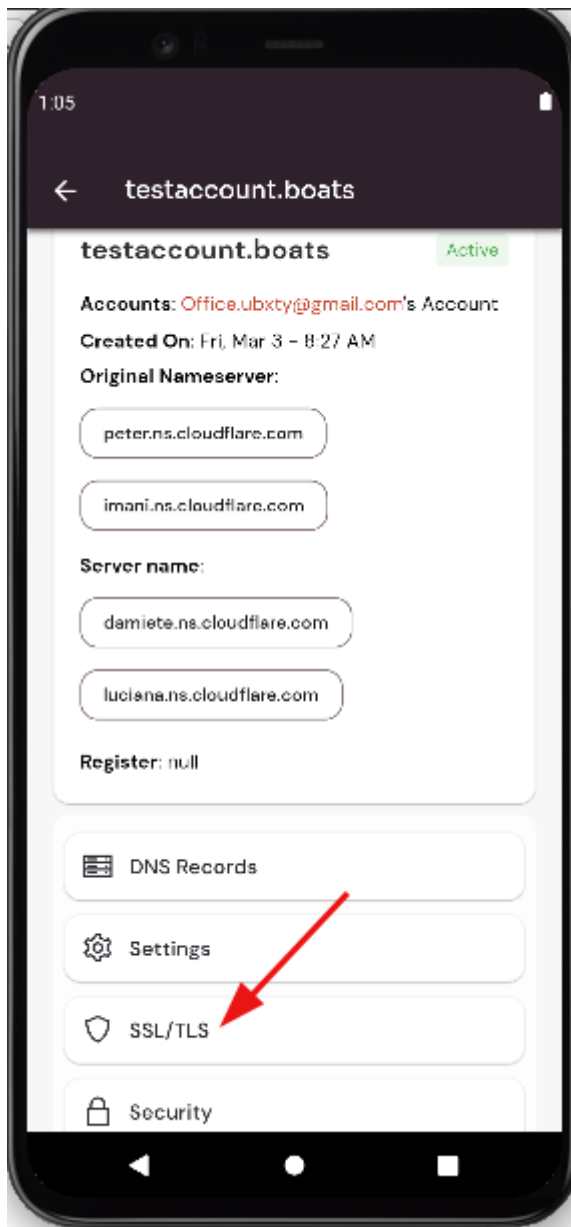 1:05
testaccount.boats
testaccount.boats Active
Accounts: Office.ubxty@gmail.com's Account
Created On: Fri, Mar 3 - 8:27 AM
Original Nameserver:
peter.ns.cloudflare.com
imani.ns.cloudflare.com
Server name:
damiete.ns.cloudflare.com
luciana.ns.cloudflare.com
Register: null
DNS Records
Settings
SSL/TLS
Security